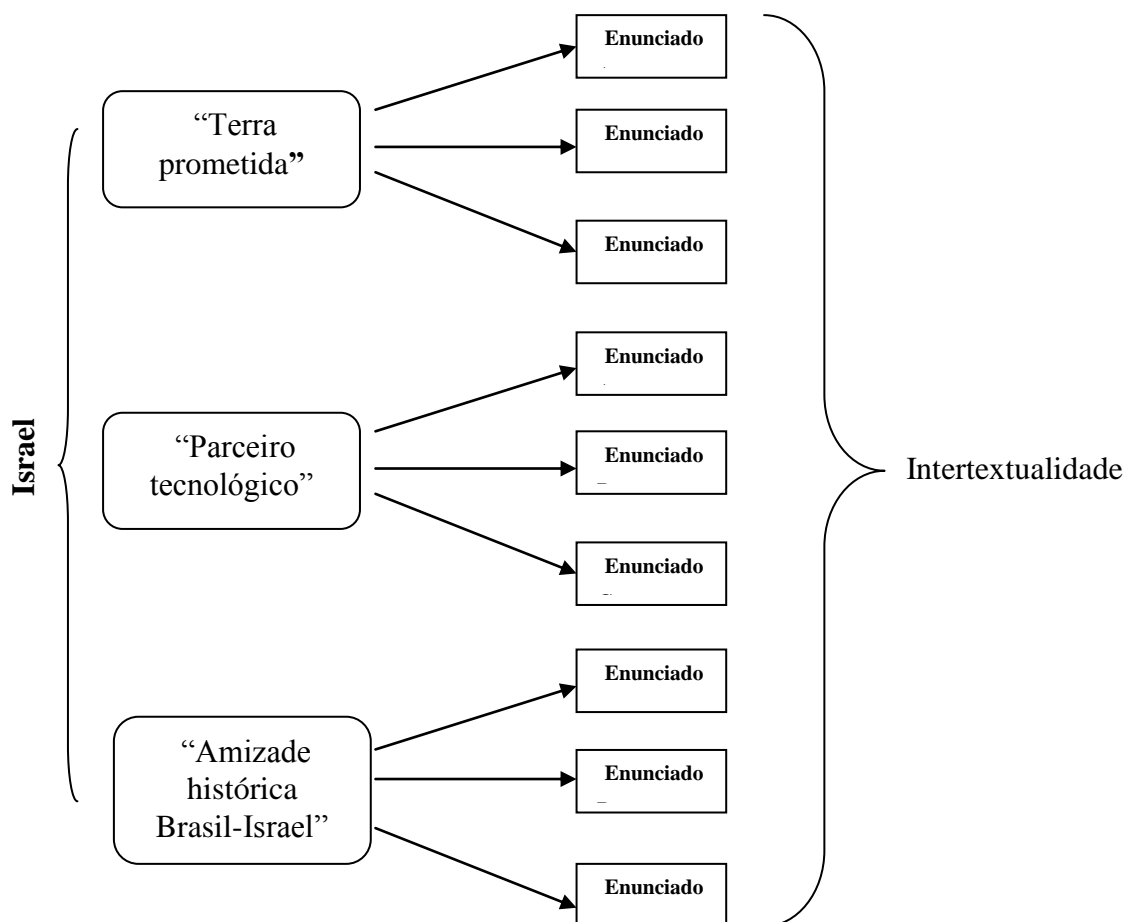 Israel
“Terra
prometida”
“Parceiro
tecnológico”
“Amizade
histórica
Brasil-Israel”
Enunciado
Enunciado
Enunciado
Enunciado
Enunciado
Enunciado
Enunciado
Enunciado
Enunciado
Intertextualidade